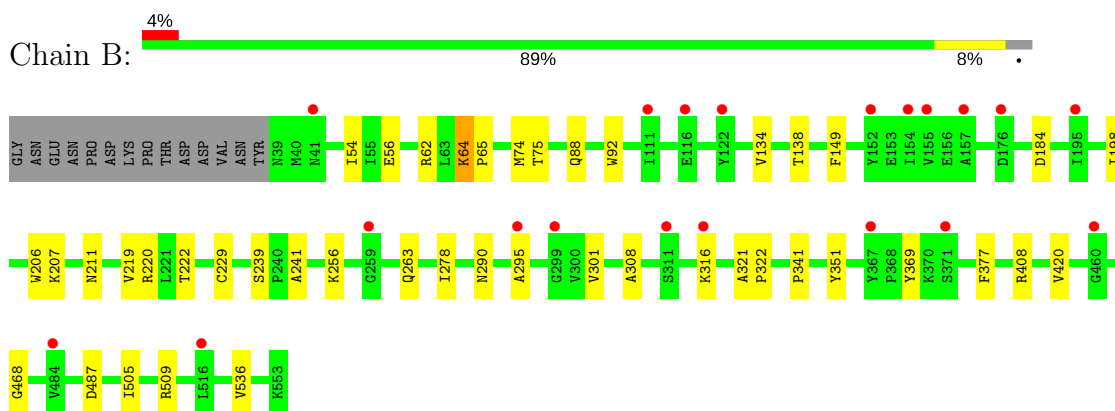 4%
Chain B:
89% 8% •
GLY ASN GLU ASN PRO ASP LYS PRO THR ASP ASP VAL ASN TYR N39 M40 N41 I54 I55 E56 R62 L63 K64 P65 M74 T75 Q88 W92 I111 E116 Y122 V134 T138 F149 Y152 E153 I154 V155 E156 A157 D176 D184 I195
W206 K207 N211 V219 R220 L221 T222 C229 S239 P240 A241 K256 G259 Q263 I278 N290 A295 G299 V300 V301 A308 S311 K316 A321 P322 P341 Y351 Y367 P368 Y369 K370 S371 F377 R408 V420 G460
G468 V484 D487 I505 R509 L516 V536 K553